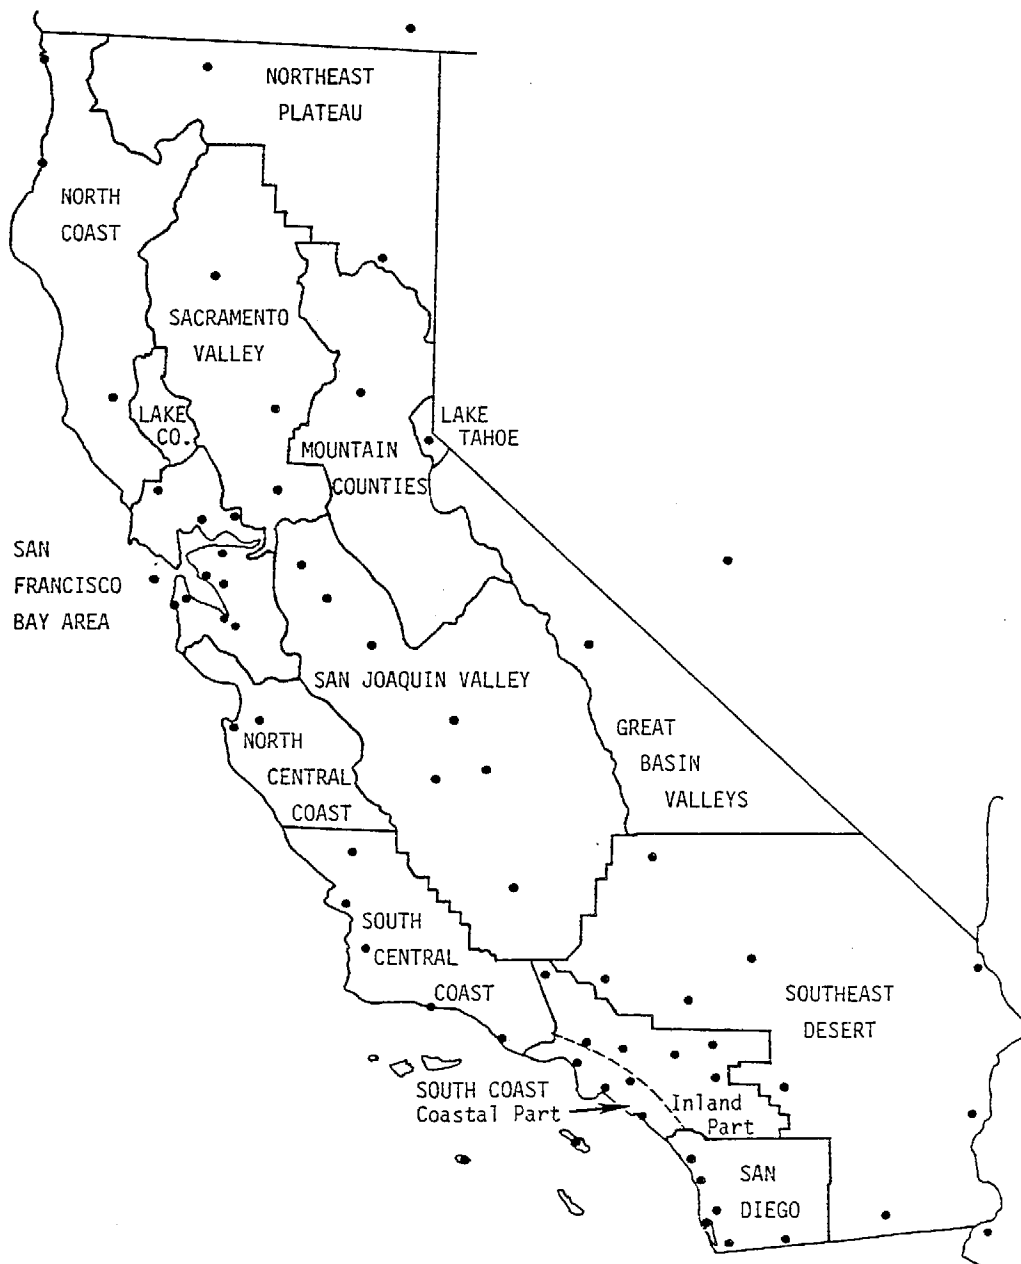 NORTHEAST
PLATEAU
NORTH
COAST
SACRAMENTO
VALLEY
LAKE
CO.
LAKE
TAHOE
MOUNTAIN
COUNTIES
SAN
FRANCISCO
BAY AREA
SAN JOAQUIN VALLEY
NORTH
CENTRAL
COAST
GREAT
BASIN
VALLEYS
SOUTH
CENTRAL
COAST
SOUTHEAST
DESERT
SOUTH COAST
Coastal Part
Inland
Part
SAN
DIEGO